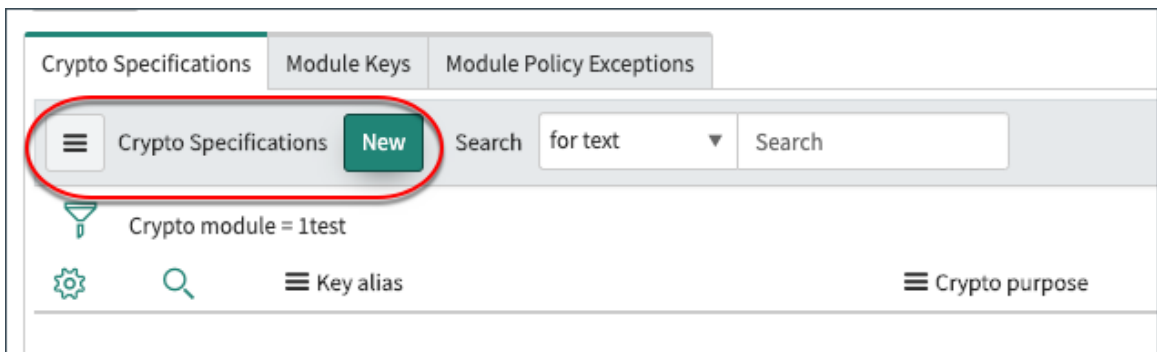 Crypto Specifications Module Keys Module Policy Exceptions
Crypto Specifications New Search for text Search
Crypto module = 1test
Key alias Crypto purpose